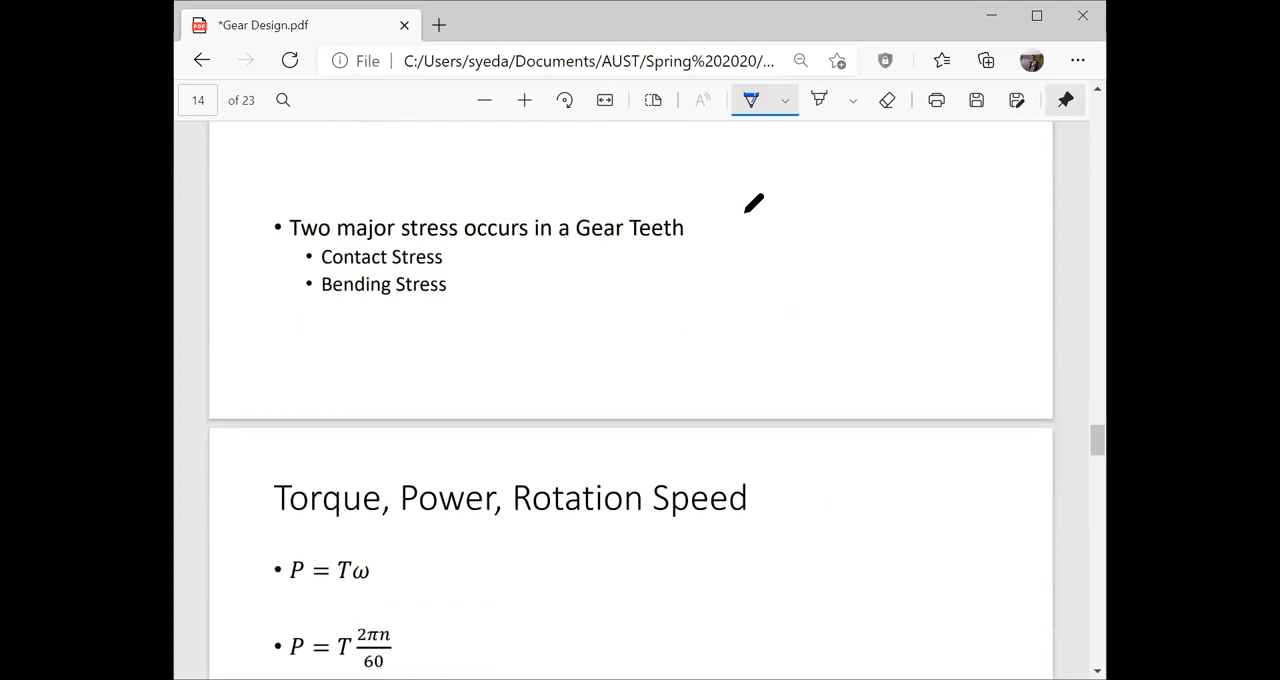 *Gear Design.pdf
File C:/Users/syeda/Documents/AUST/Spring%202020/...
14 of 23
• Two major stress occurs in a Gear Teeth
• Contact Stress
• Bending Stress
Torque, Power, Rotation Speed
• P = Tω
• P = T 2πn/60